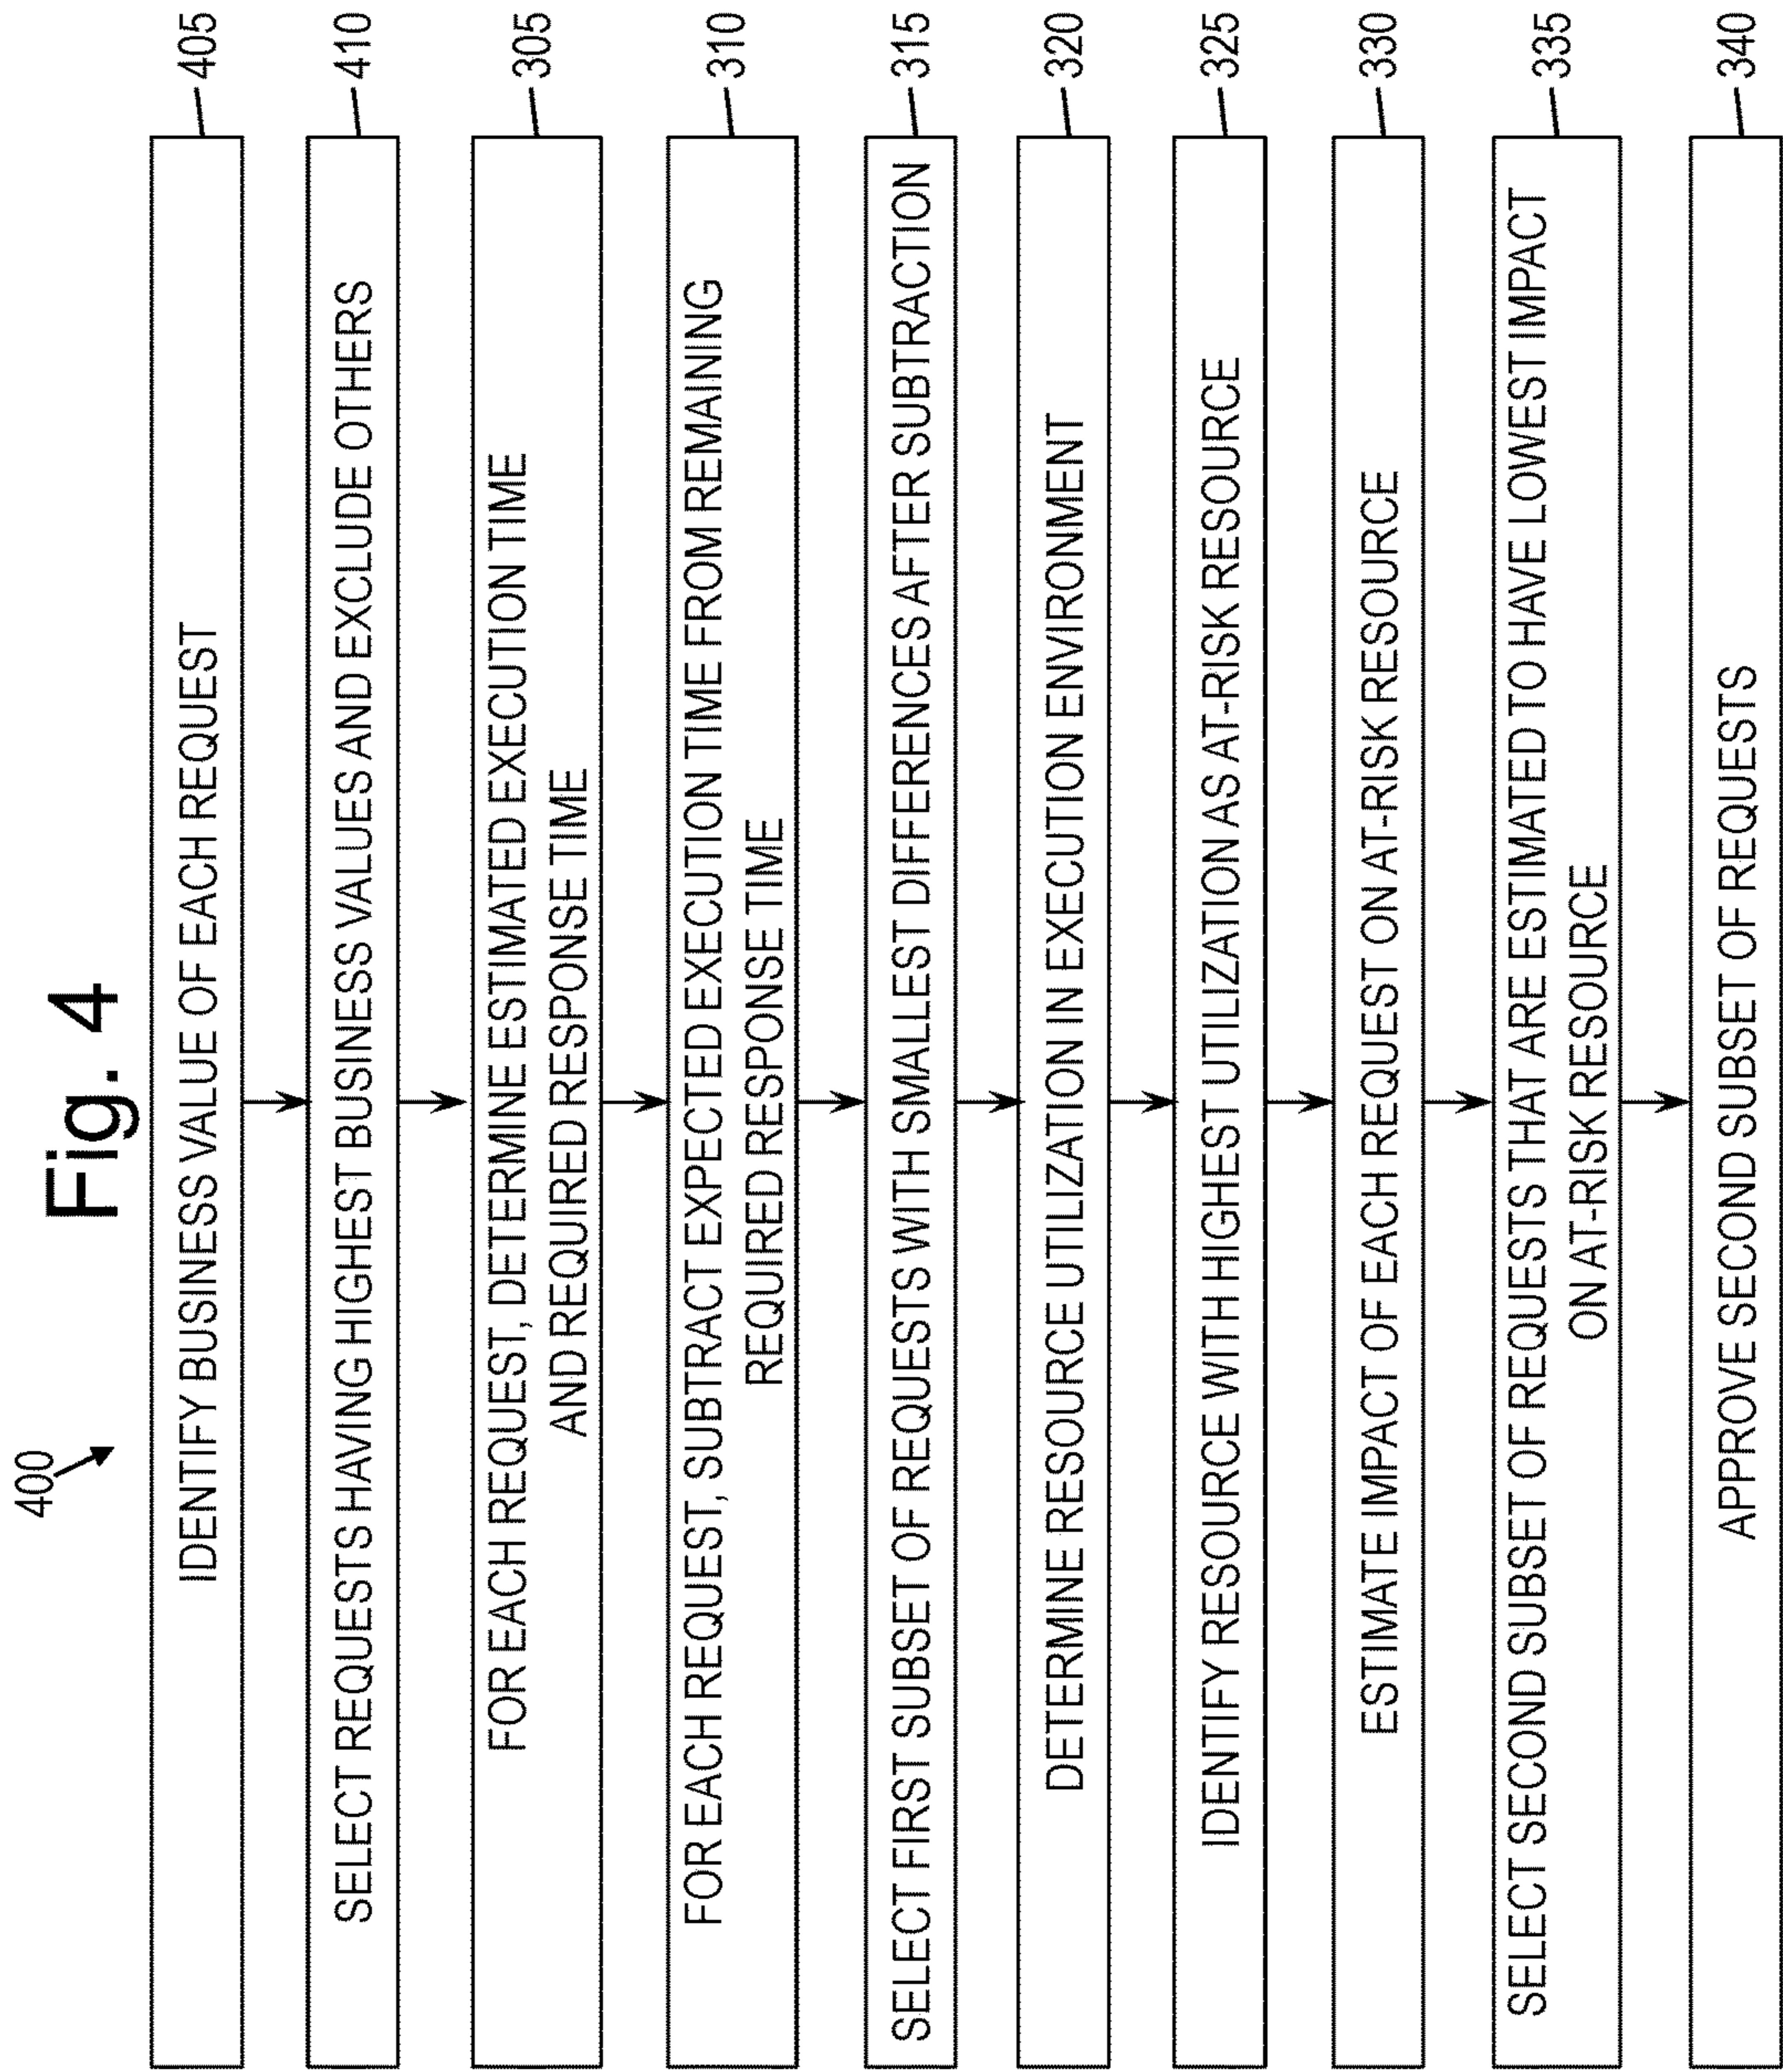 Fig. 4
400
IDENTIFY BUSINESS VALUE OF EACH REQUEST
405
SELECT REQUESTS HAVING HIGHEST BUSINESS VALUES AND EXCLUDE OTHERS
410
FOR EACH REQUEST, DETERMINE ESTIMATED EXECUTION TIME
AND REQUIRED RESPONSE TIME
305
FOR EACH REQUEST, SUBTRACT EXPECTED EXECUTION TIME FROM REMAINING
REQUIRED RESPONSE TIME
310
SELECT FIRST SUBSET OF REQUESTS WITH SMALLEST DIFFERENCES AFTER SUBTRACTION
315
DETERMINE RESOURCE UTILIZATION IN EXECUTION ENVIRONMENT
320
IDENTIFY RESOURCE WITH HIGHEST UTILIZATION AS AT-RISK RESOURCE
325
ESTIMATE IMPACT OF EACH REQUEST ON AT-RISK RESOURCE
330
SELECT SECOND SUBSET OF REQUESTS THAT ARE ESTIMATED TO HAVE LOWEST IMPACT
ON AT-RISK RESOURCE
335
APPROVE SECOND SUBSET OF REQUESTS
340